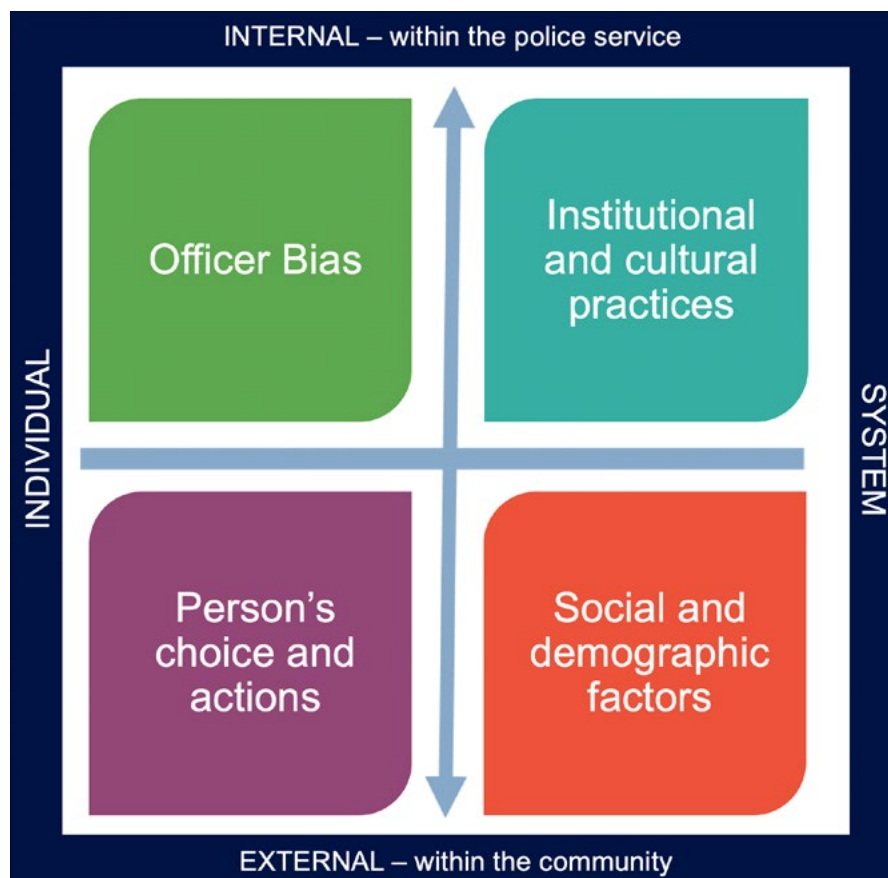 INTERNAL – within the police service
Officer Bias
Institutional
and cultural
practices
INDIVIDUAL
SYSTEM
Person's
choice and
actions
Social and
demographic
factors
EXTERNAL – within the community